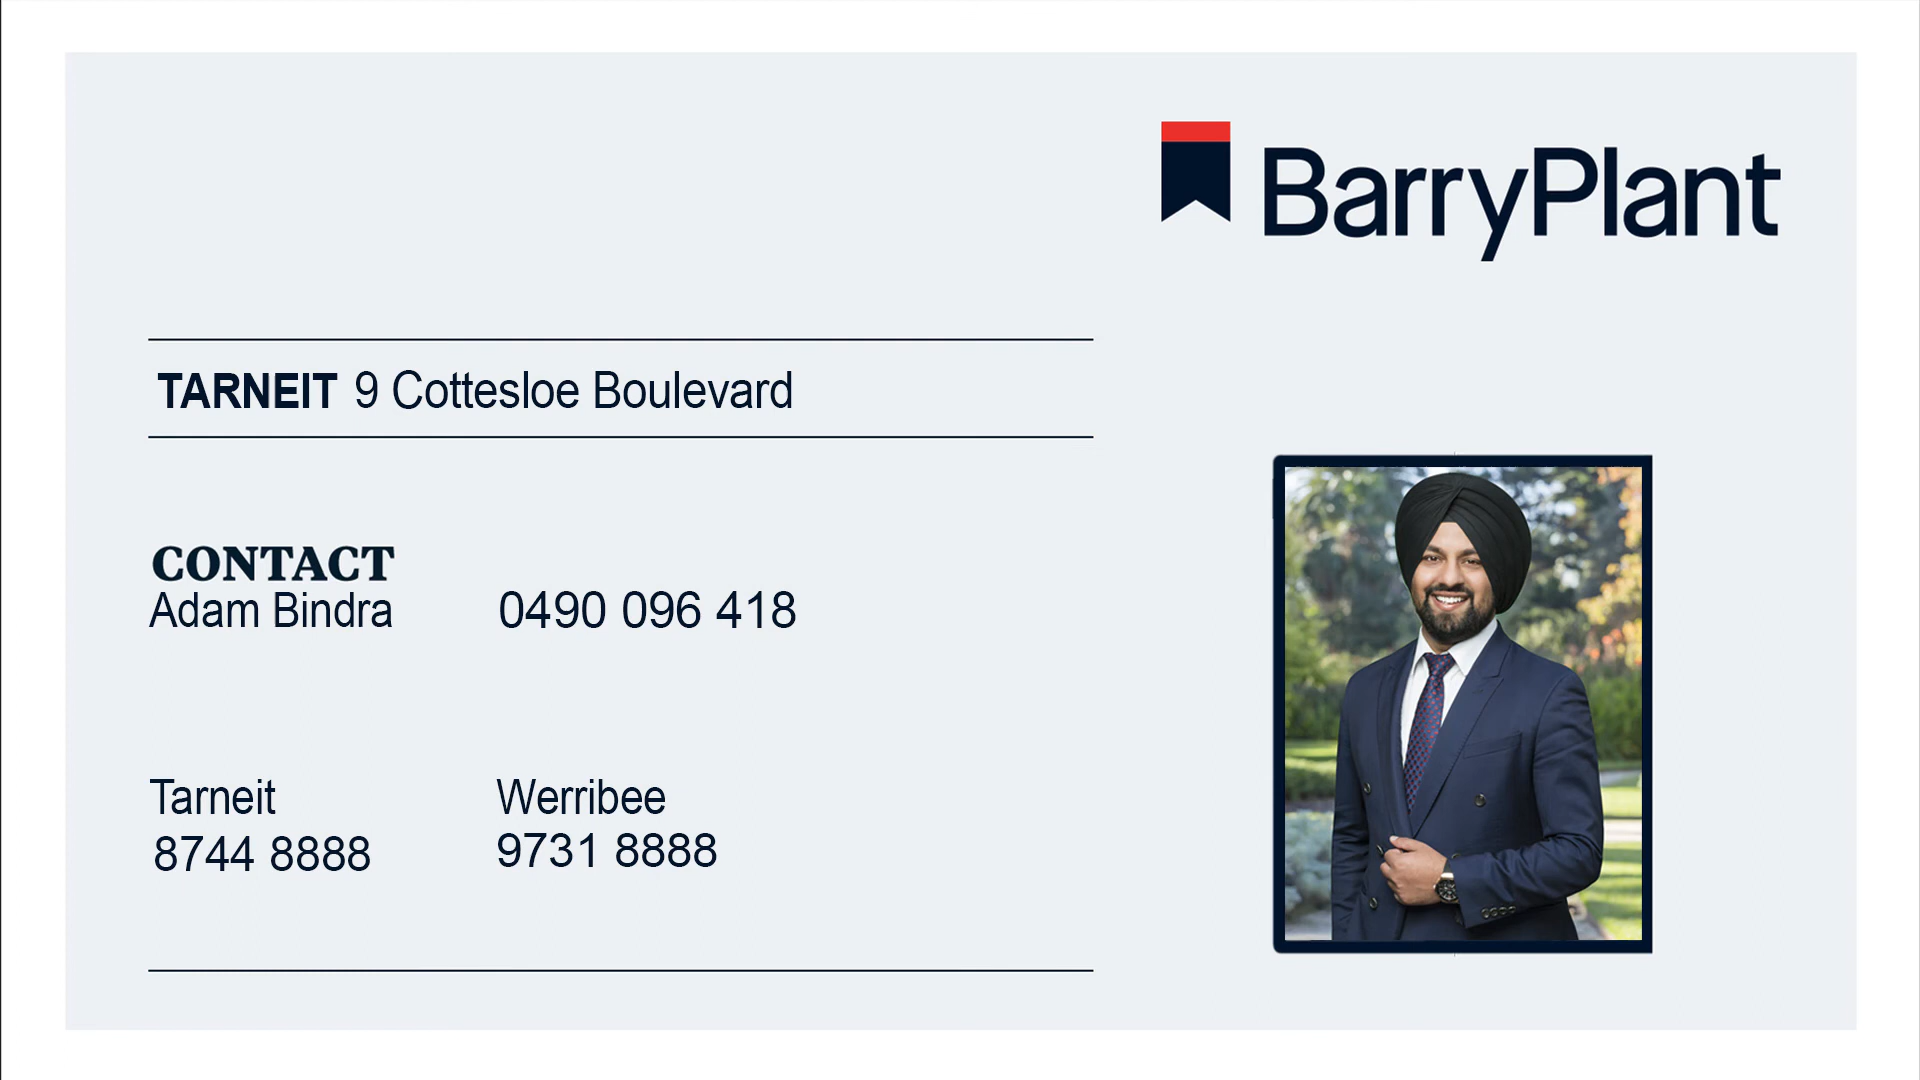 BarryPlant
TARNEIT 9 Cottesloe Boulevard
CONTACT
Adam Bindra 0490 096 418
Tarneit Werribee
8744 8888 9731 8888